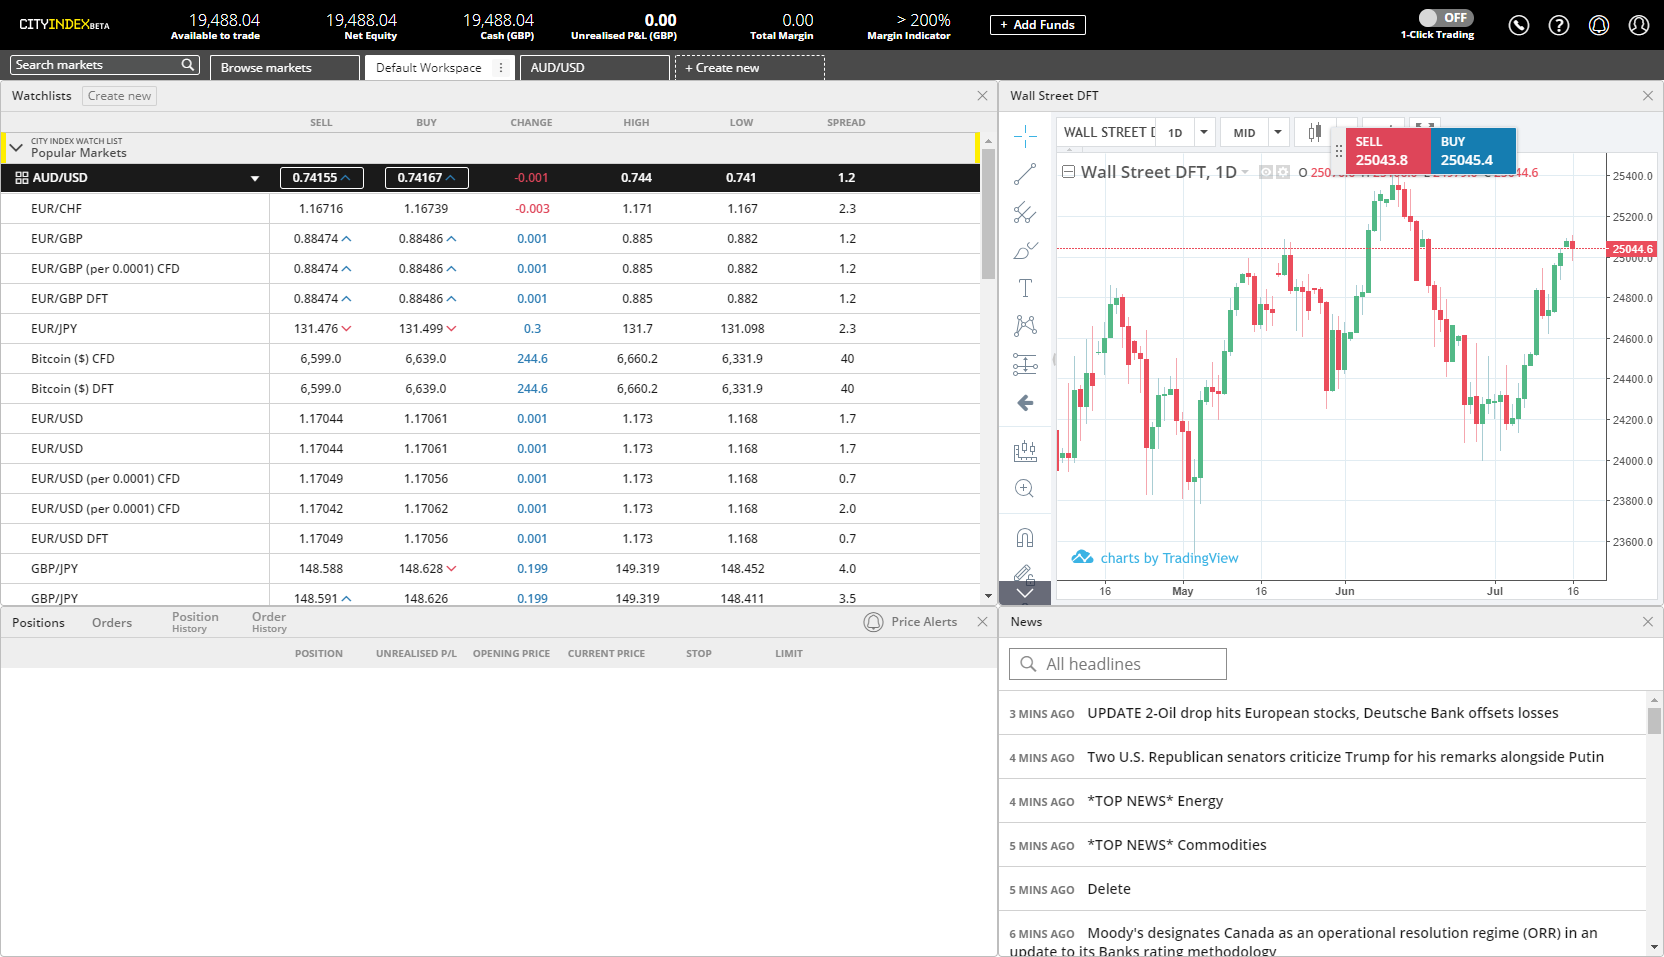 CITYINDEXBETA
19,488.04
Available to trade
19,488.04
Net Equity
19,488.04
Cash (GBP)
0.00
Unrealised P&L (GBP)
0.00
Total Margin
> 200%
Margin Indicator
+ Add Funds
OFF
1-Click Trading
Search markets
Browse markets
Default Workspace
AUD/USD
+ Create new
Watchlists Create new
SELL BUY CHANGE HIGH LOW SPREAD
CITY INDEX WATCH LIST
Popular Markets
AUD/USD 0.74155 0.74167 -0.001 0.744 0.741 1.2
EUR/CHF 1.16716 1.16739 -0.003 1.171 1.167 2.3
EUR/GBP 0.88474 0.88486 0.001 0.885 0.882 1.2
EUR/GBP (per 0.0001) CFD 0.88474 0.88486 0.001 0.885 0.882 1.2
EUR/GBP DFT 0.88474 0.88486 0.001 0.885 0.882 1.2
EUR/JPY 131.476 131.499 0.3 131.7 131.098 2.3
Bitcoin ($) CFD 6,599.0 6,639.0 244.6 6,660.2 6,331.9 40
Bitcoin ($) DFT 6,599.0 6,639.0 244.6 6,660.2 6,331.9 40
EUR/USD 1.17044 1.17061 0.001 1.173 1.168 1.7
EUR/USD 1.17044 1.17061 0.001 1.173 1.168 1.7
EUR/USD (per 0.0001) CFD 1.17049 1.17056 0.001 1.173 1.168 0.7
EUR/USD (per 0.0001) CFD 1.17042 1.17062 0.001 1.173 1.168 2.0
EUR/USD DFT 1.17049 1.17056 0.001 1.173 1.168 0.7
GBP/JPY 148.588 148.628 0.199 149.319 148.452 4.0
GBP/JPY 148.591 148.626 0.199 149.319 148.411 3.5
Wall Street DFT
WALL STREET 1D MID
SELL
25043.8
BUY
25045.4
Wall Street DFT, 1D O
25400.0
25200.0
25044.6
25000.0
24800.0
24600.0
24400.0
24200.0
24000.0
23800.0
23600.0
charts by TradingView
16 May 16 Jun Jul 16
Positions
Orders
Position
History
Order
History
Price Alerts
POSITION UNREALISED P/L OPENING PRICE CURRENT PRICE STOP LIMIT
News
All headlines
3 MINS AGO UPDATE 2-Oil drop hits European stocks, Deutsche Bank offsets losses
4 MINS AGO Two U.S. Republican senators criticize Trump for his remarks alongside Putin
4 MINS AGO *TOP NEWS* Energy
5 MINS AGO *TOP NEWS* Commodities
5 MINS AGO Delete
6 MINS AGO Moody's designates Canada as an operational resolution regime (ORR) in an
update to its Banks rating methodology